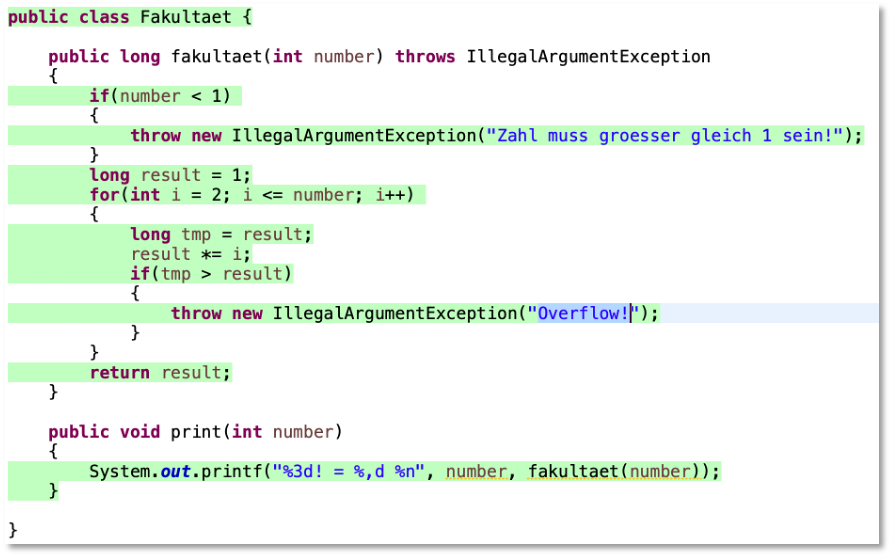 public class Fakultaet {
public long fakultaet(int number) throws IllegalArgumentException
{
if(number < 1)
{
throw new IllegalArgumentException("Zahl muss groesser gleich 1 sein!");
}
long result = 1;
for(int i = 2; i <= number; i++)
{
long tmp = result;
result *= i;
if(tmp > result)
{
throw new IllegalArgumentException("Overflow!");
}
}
return result;
}
public void print(int number)
{
System.out.printf("%3d! = %,d %n", number, fakultaet(number));
}
}